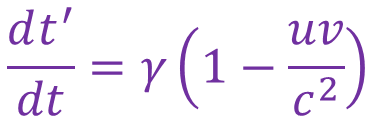 dt′/dt = γ(1 − uv/c²)